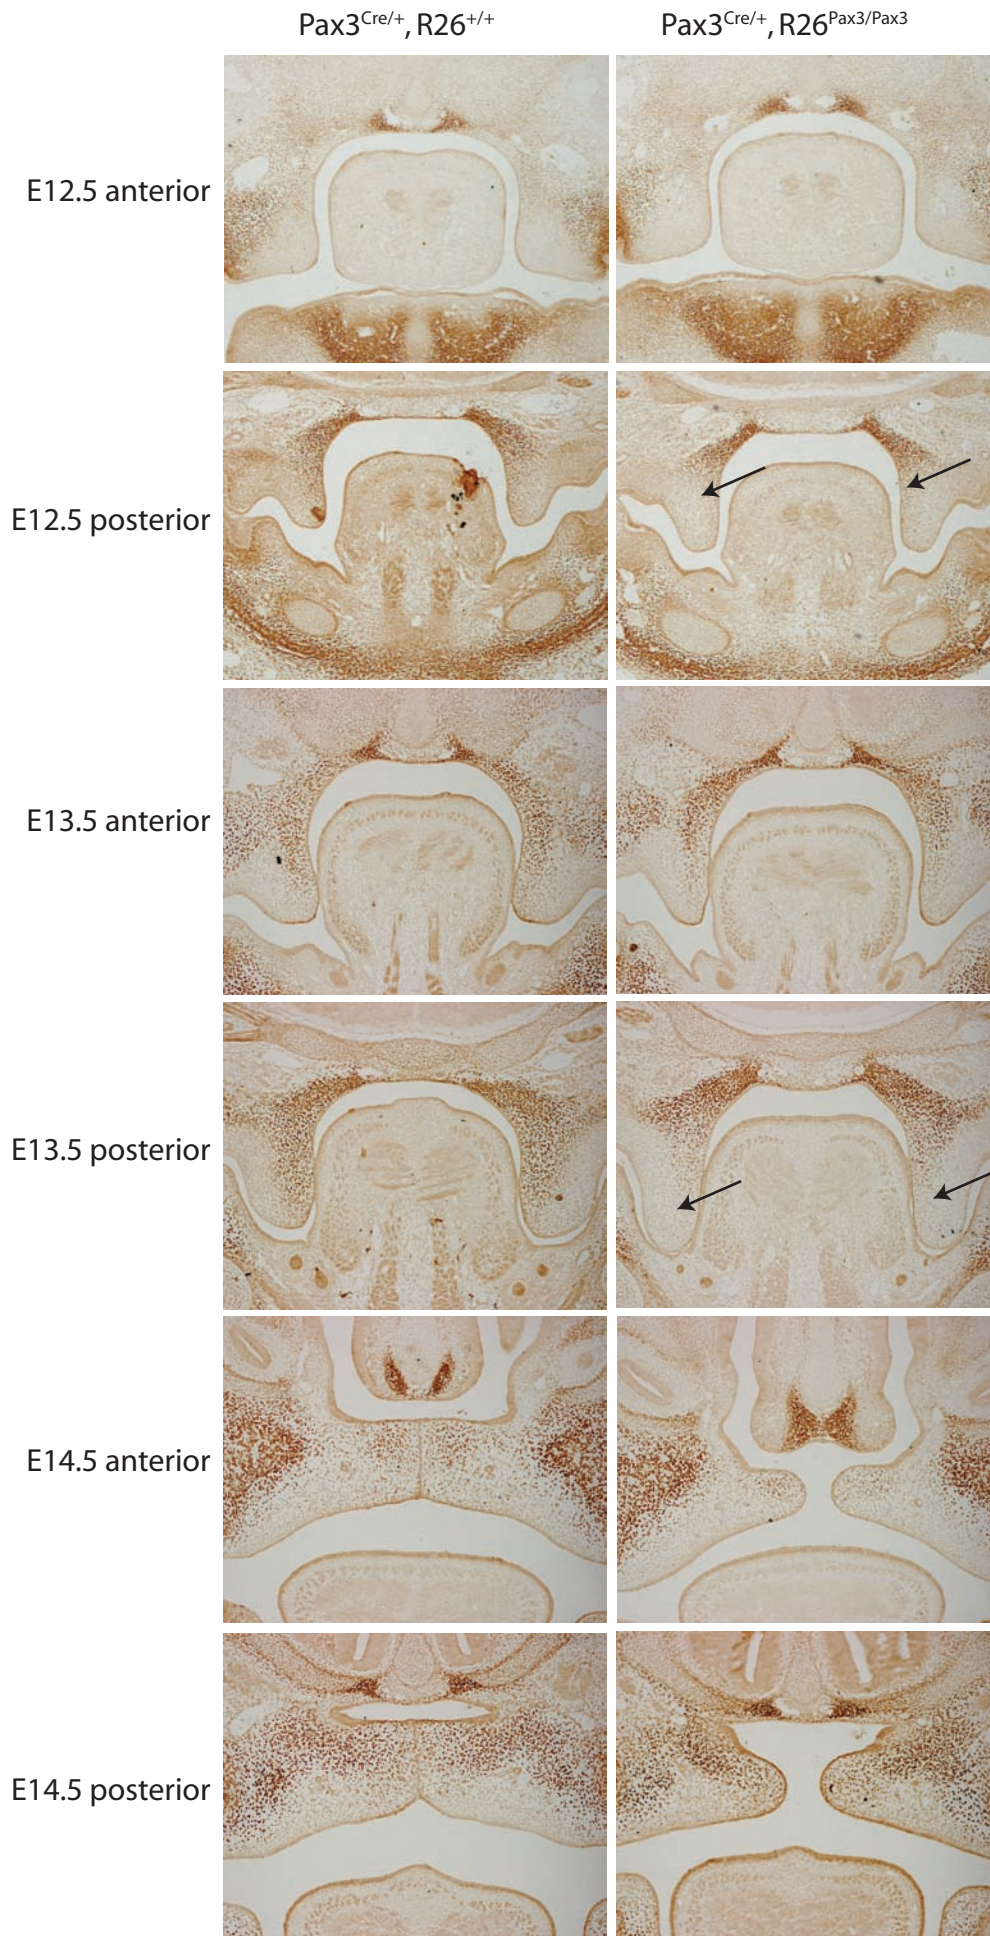 Pax3Cre/+, R26+/+
Pax3Cre/+, R26Pax3/Pax3
E12.5 anterior
E12.5 posterior
E13.5 anterior
E13.5 posterior
E14.5 anterior
E14.5 posterior